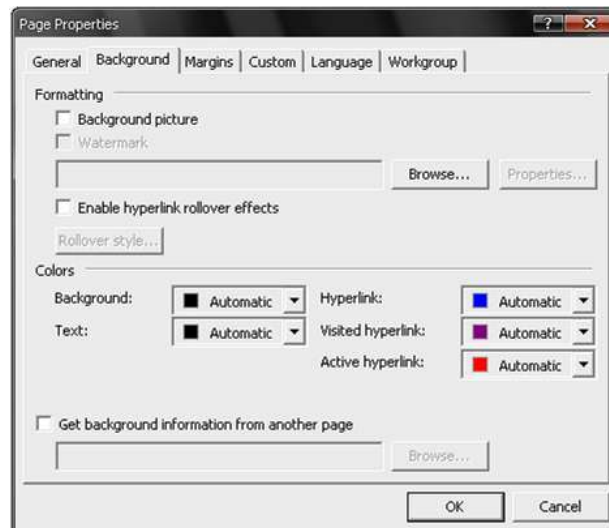 Page Properties
General Background Margins Custom Language Workgroup
Formatting
Background picture
Watermark
Browse... Properties...
Enable hyperlink rollover effects
Rollover style...
Colors
Background: Automatic Hyperlink: Automatic
Text: Automatic Visited hyperlink: Automatic
Active hyperlink: Automatic
Get background information from another page
Browse...
OK Cancel